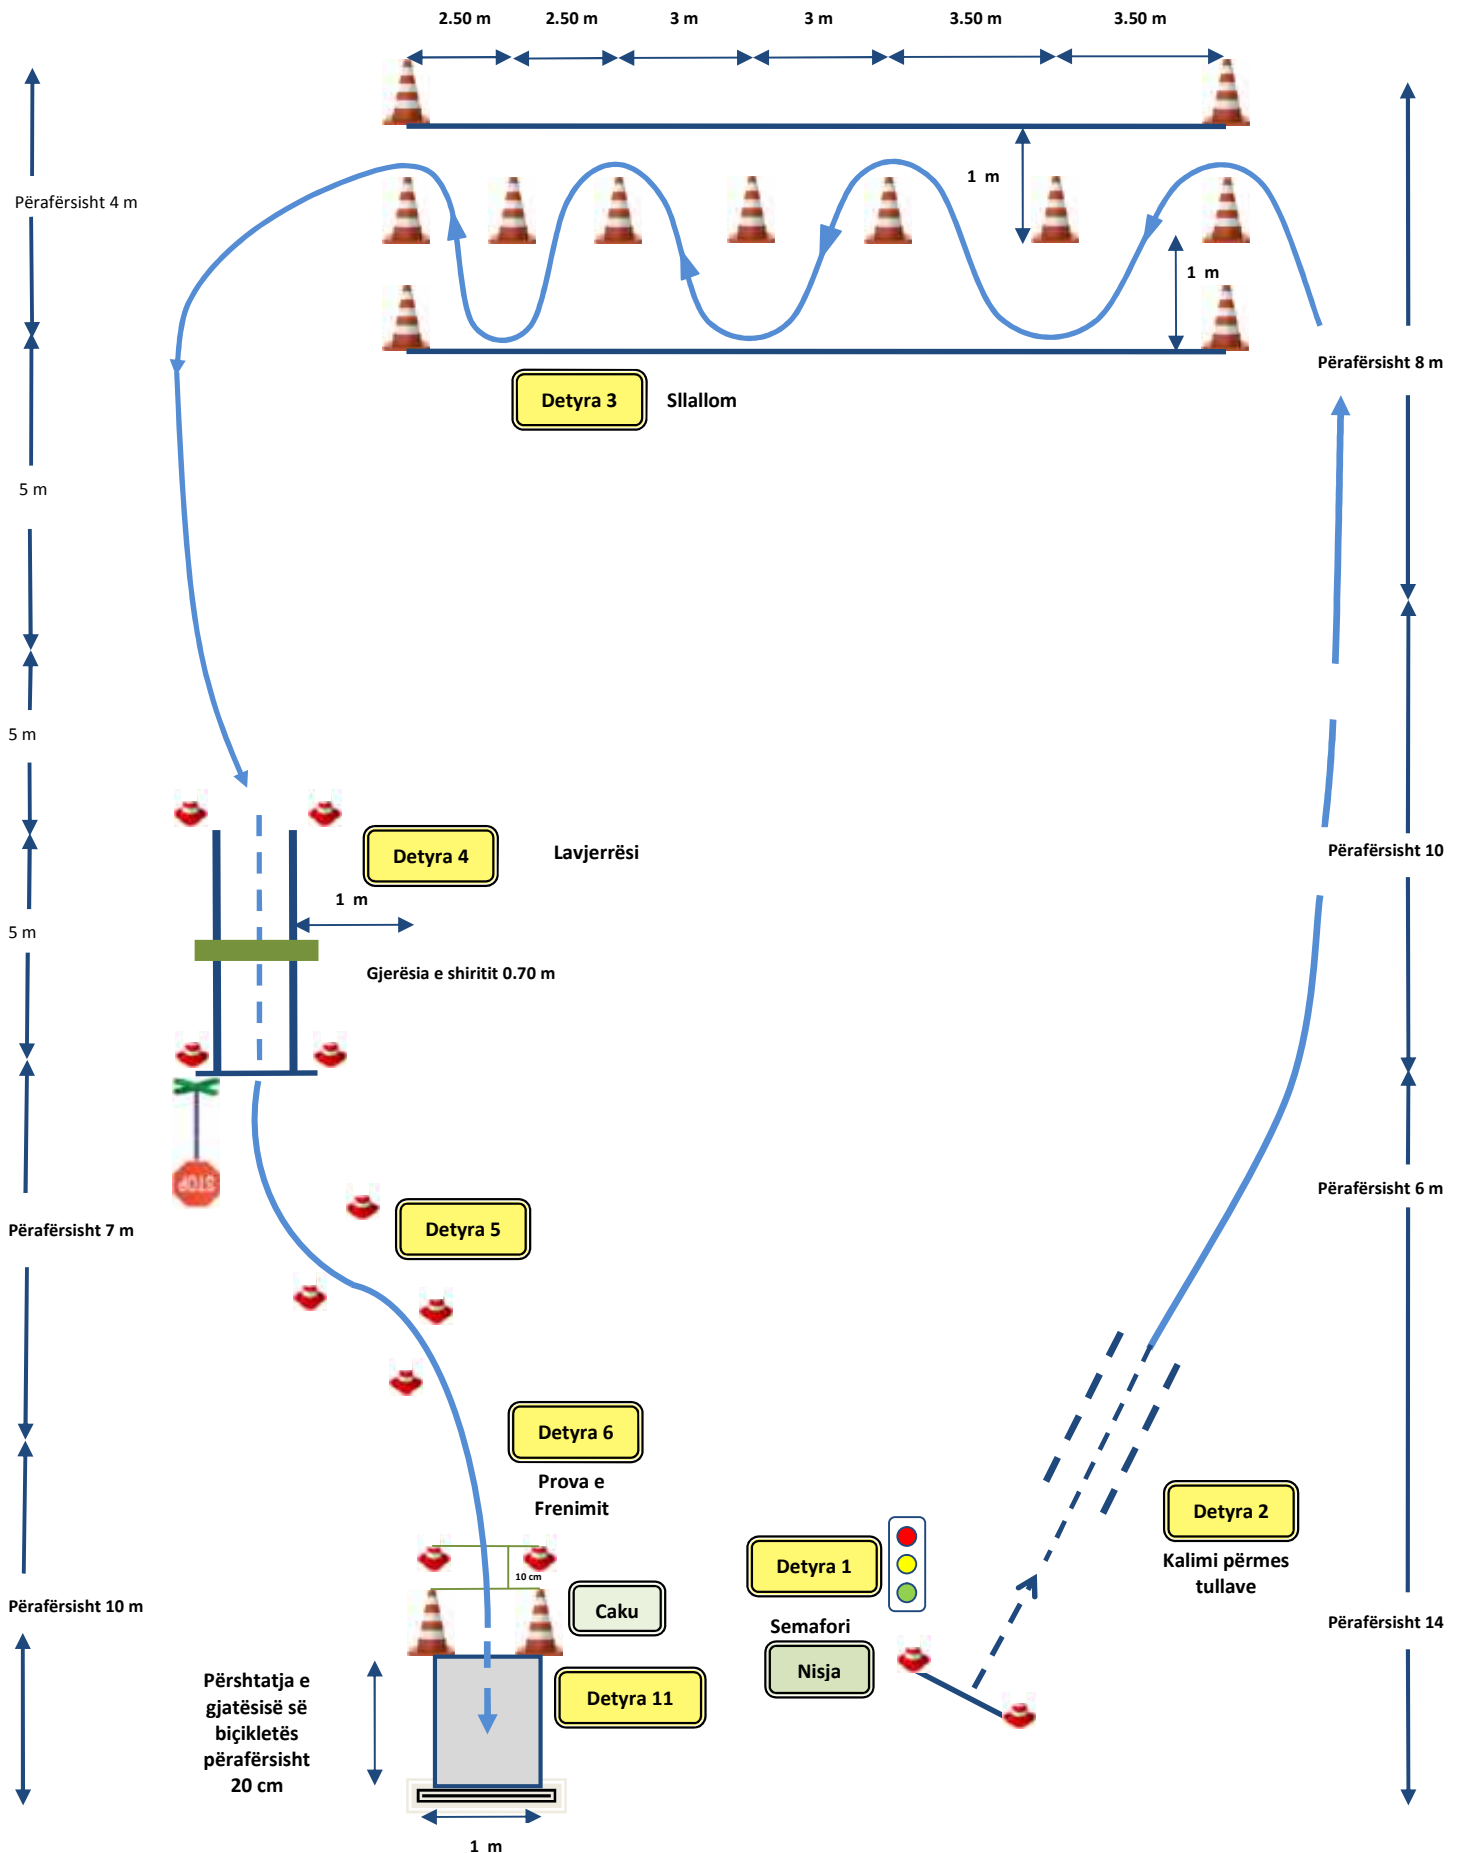 2.50 m 2.50 m 3 m 3 m 3.50 m 3.50 m
1 m
Përafërsisht 4 m
1 m
Përafërsisht 8 m
Detyra 3 Sllallom
5 m
5 m
Detyra 4 Lavjerrësi
Përafërsisht 10
1 m
5 m
Gjerësia e shiritit 0.70 m
STOP
Përafërsisht 6 m
Detyra 5
Përafërsisht 7 m
Detyra 6
Prova e
Frenimit
Detyra 2
Kalimi përmes
tullave
Detyra 1
10 cm
Caku
Përafërsisht 10 m
Semafori
Përafërsisht 14
Nisja
Detyra 11
Përshtatja e
gjatësisë së
biçikletës
përafërsisht
20 cm
1 m